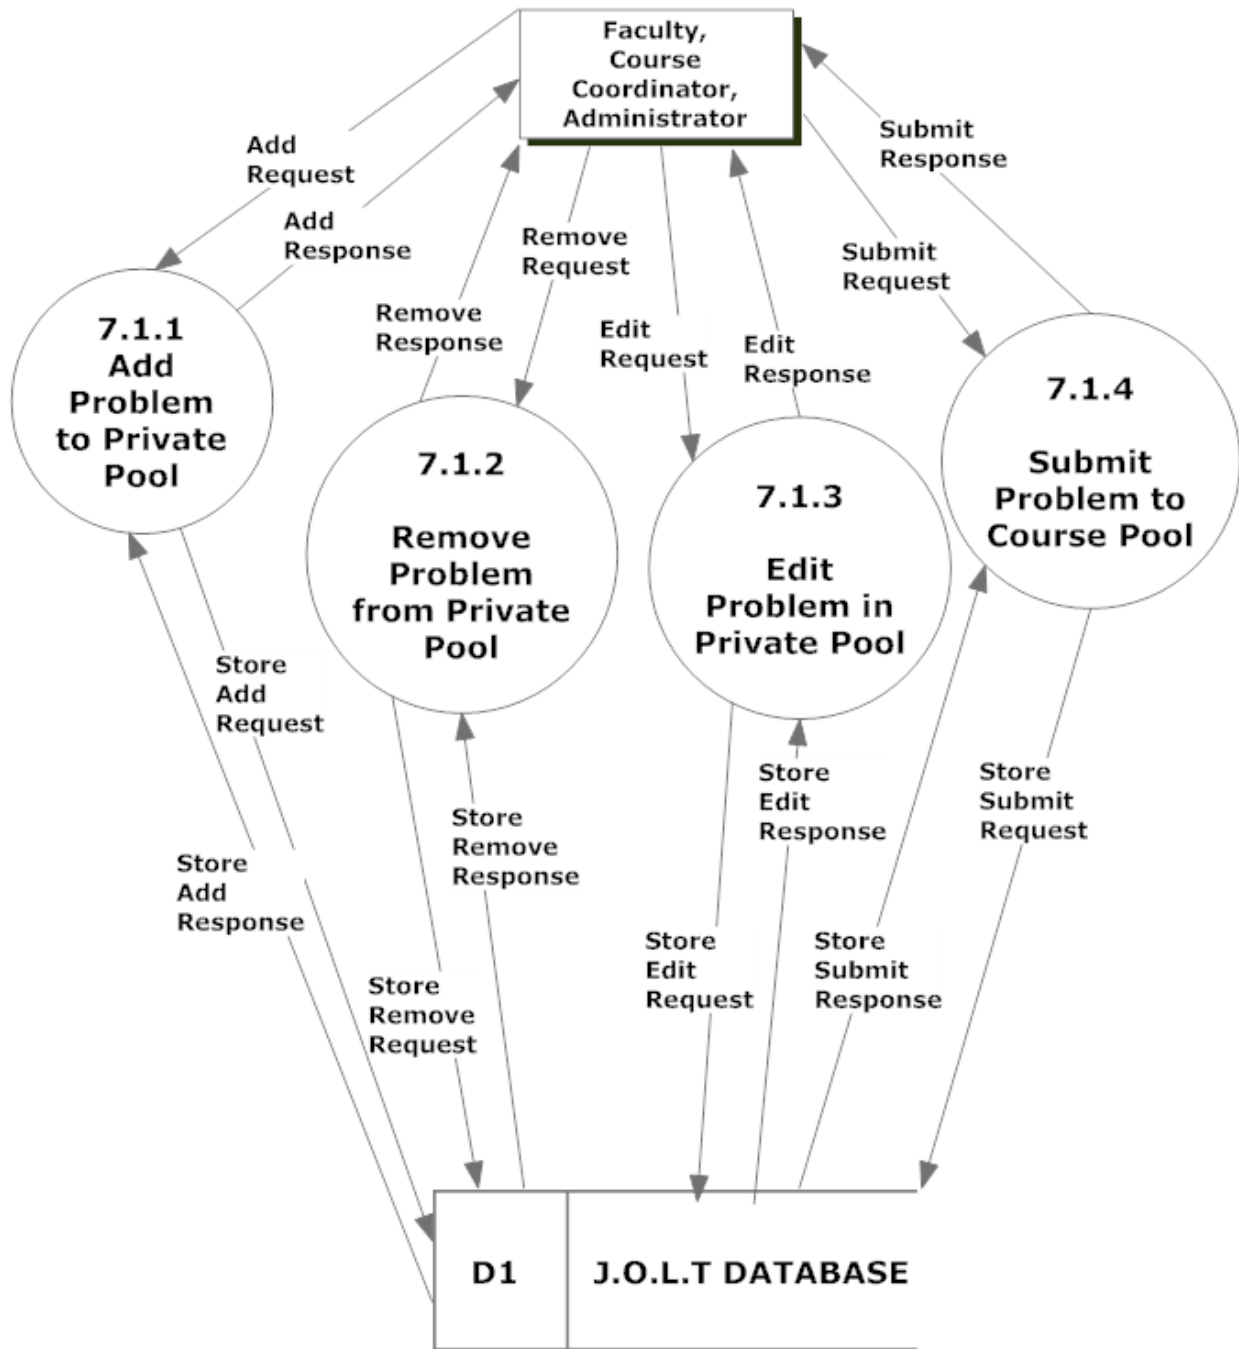 Faculty,
Course
Coordinator,
Administrator
Add
Request
Add
Response
Remove
Response
Remove
Request
Edit
Request
Edit
Response
Submit
Request
Submit
Response
7.1.1
Add
Problem
to Private
Pool
7.1.2
Remove
Problem
from Private
Pool
7.1.3
Edit
Problem in
Private Pool
7.1.4
Submit
Problem to
Course Pool
Store
Add
Request
Store
Add
Response
Store
Remove
Request
Store
Remove
Response
Store
Edit
Request
Store
Edit
Response
Store
Submit
Response
Store
Submit
Request
D1
J.O.L.T DATABASE